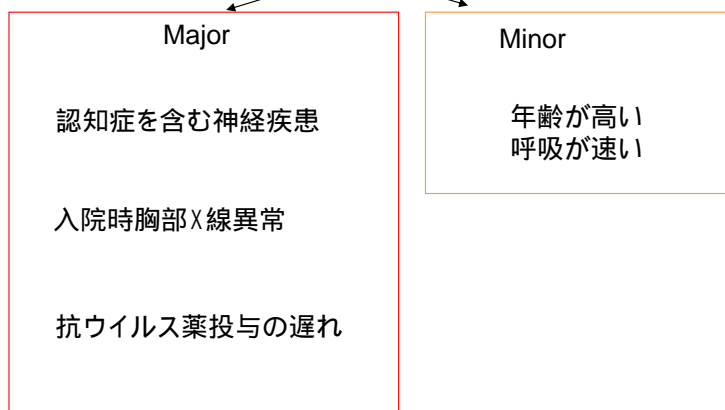 Major
認知症を含む神経疾患
入院時胸部X線異常
抗ウイルス薬投与の遅れ
Minor
年齢が高い
呼吸が速い